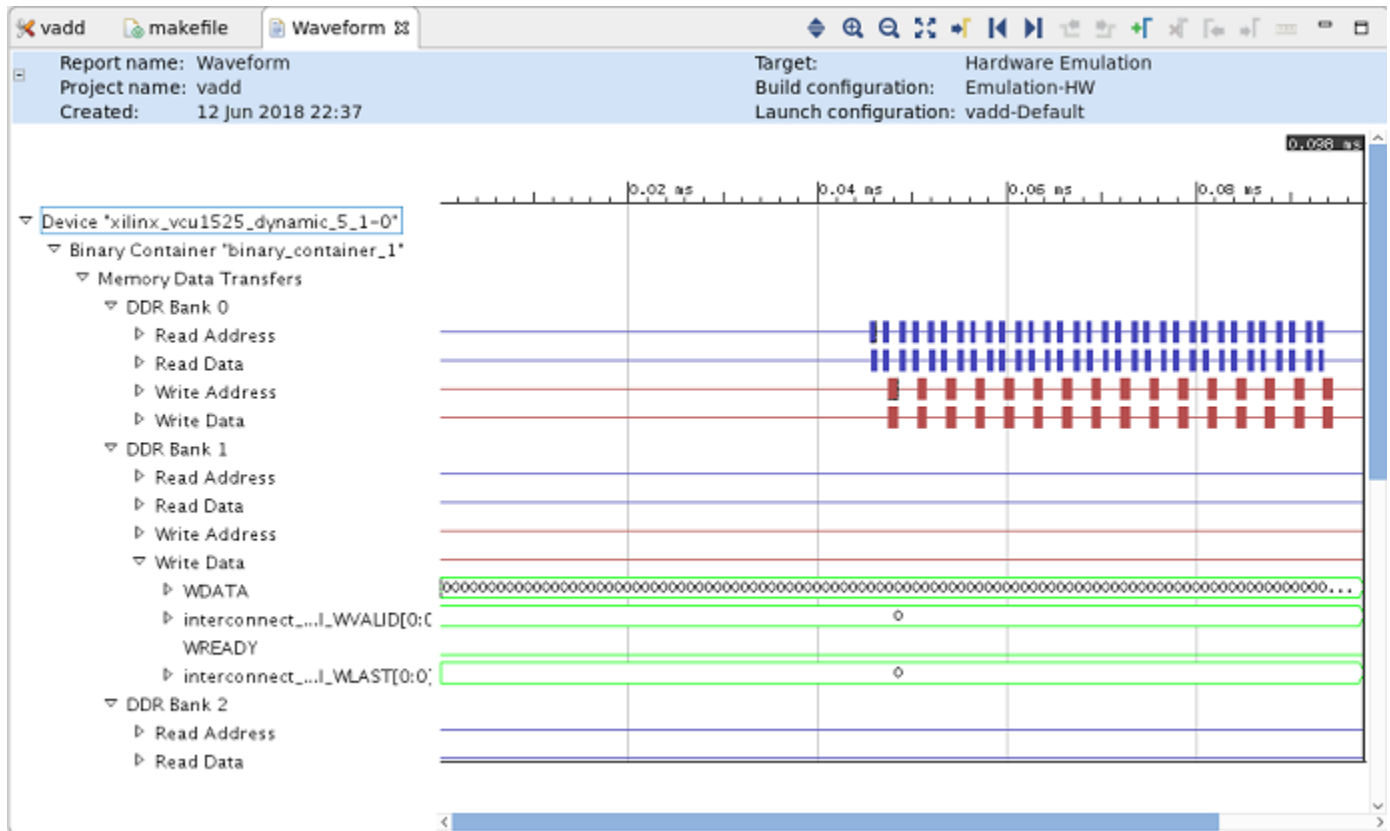 vadd makefile Waveform
Report name: Waveform Target: Hardware Emulation
Project name: vadd Build configuration: Emulation-HW
Created: 12 Jun 2018 22:37 Launch configuration: vadd-Default
0.098 ms
0.02 ms 0.04 ms 0.06 ms 0.08 ms
Device "xilinx_vcu1525_dynamic_5_1-0"
Binary Container "binary_container_1"
Memory Data Transfers
DDR Bank 0
Read Address
Read Data
Write Address
Write Data
DDR Bank 1
Read Address
Read Data
Write Address
Write Data
WDATA 000000000000000000000000000000000000000000000000000000000000000000000000000000000000000000000000...
interconnect_...I_WVALID[0:0 0
WREADY
interconnect_...I_WLAST[0:0] 0
DDR Bank 2
Read Address
Read Data